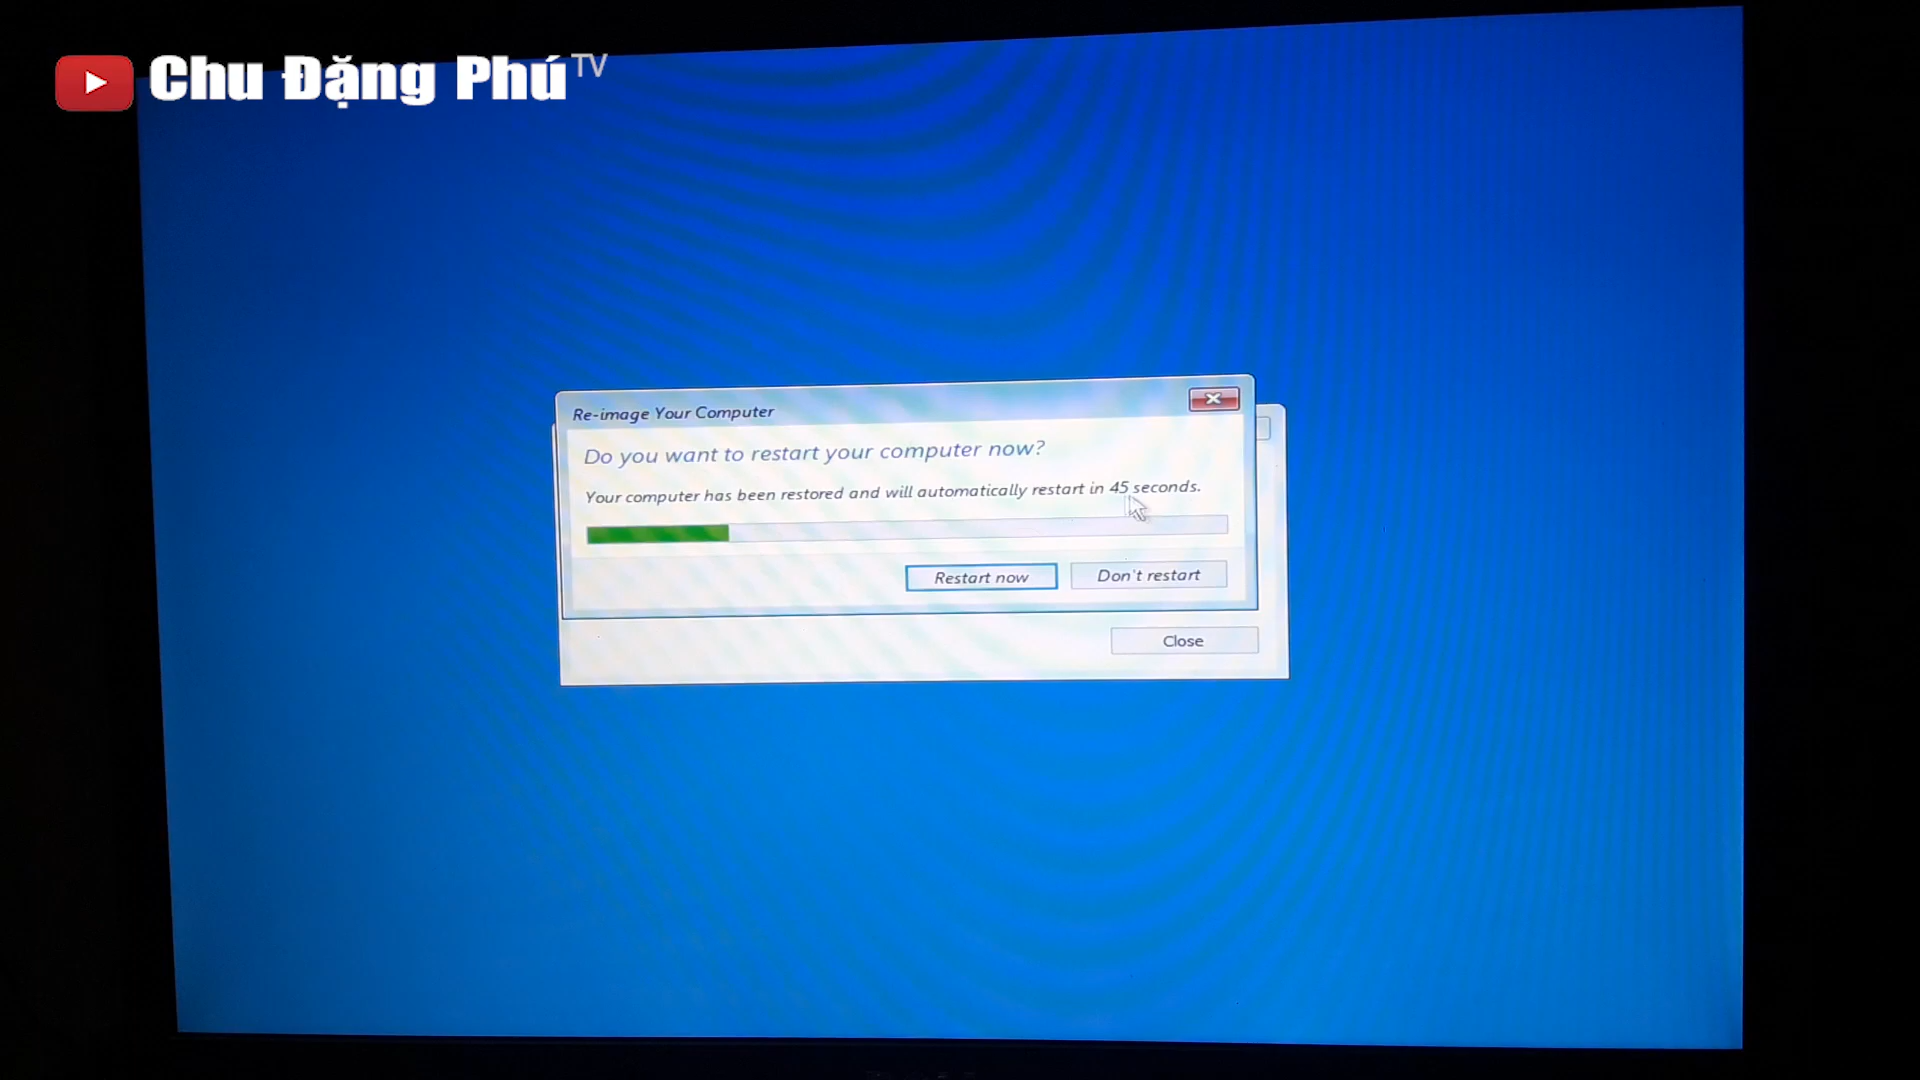 Chu Đặng Phú TV
Re-image Your Computer
Do you want to restart your computer now?
Your computer has been restored and will automatically restart in 45 seconds.
Restart now
Don't restart
Close